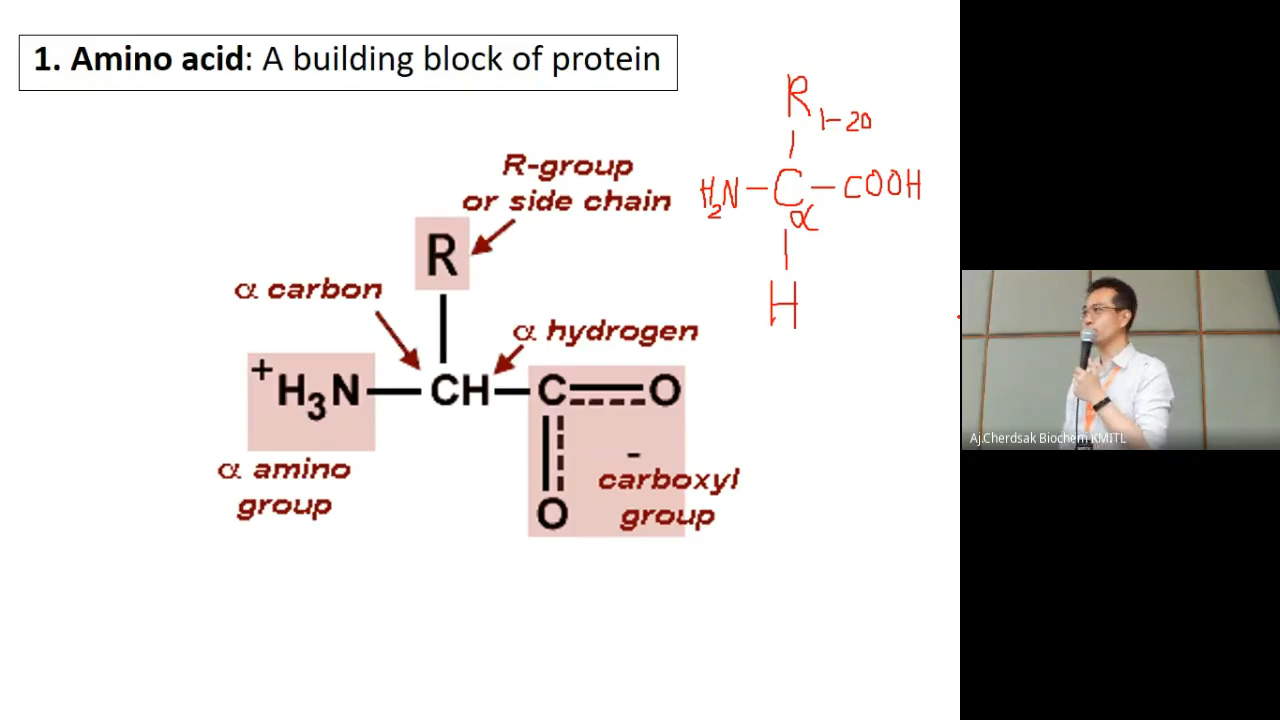 1. Amino acid: A building block of protein
R-group
or side chain
R
α carbon
α hydrogen
+H3N—CH—C=O
O
-
α amino
group
carboxyl
group
R1-20
H2N—C—COOH
α
H
Aj.Cherdsak Biochem KMITL